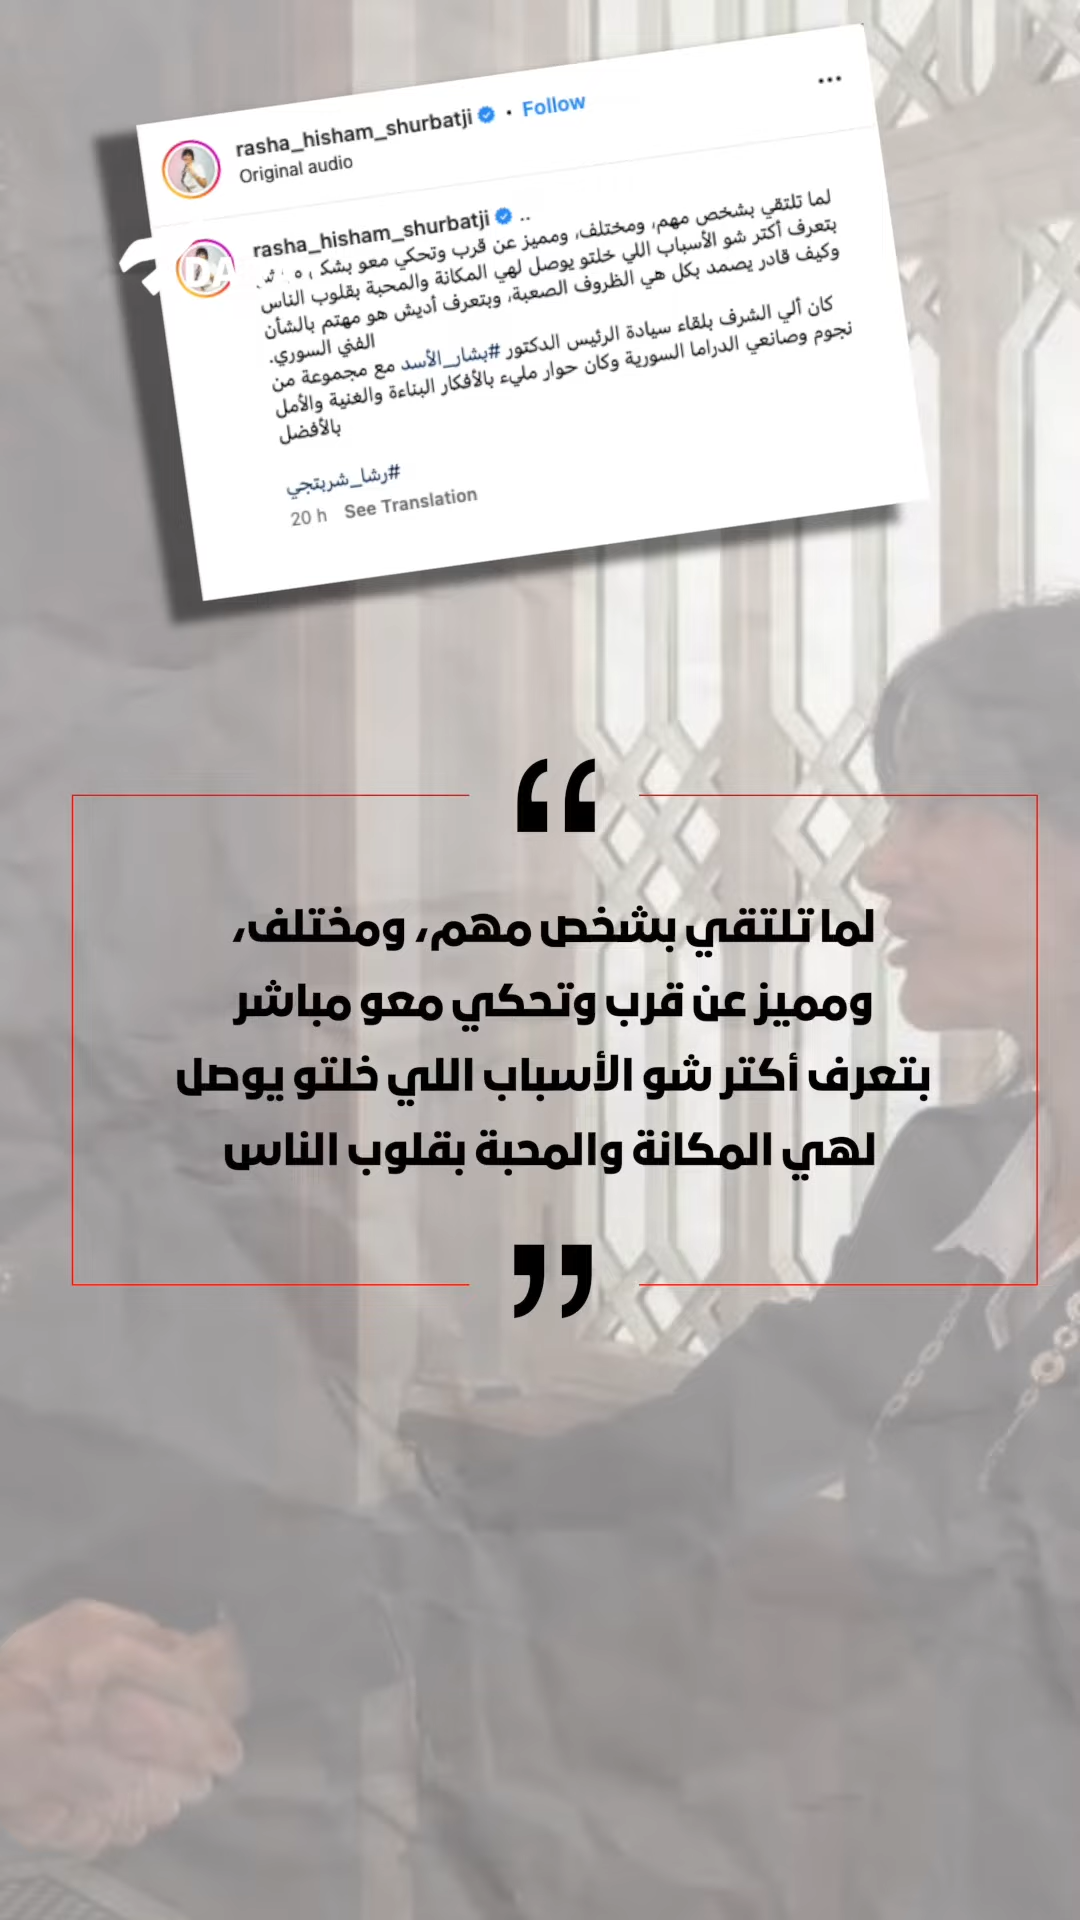 rasha_hisham_shurbatji • Follow
Original audio
rasha_hisham_shurbatji ..
لما تلتقي بشخص مهم، ومختلف، ومميز عن قرب وتحكي معو
بتعرف أكتر شو الأسباب اللي خلتو يوصل لهي المكانة والمحبة بقلوب الناس
وكيف قادر يصمد بكل هي الظروف الصعبة، وبتعرف أديش هو مهتم بالشأن
الفني السوري.
كان ألي الشرف بلقاء سيادة الرئيس الدكتور #بشار_الأسد مع مجموعة من
نجوم وصانعي الدراما السورية وكان حوار مليء بالأفكار البناءة والغنية والأمل
بالأفضل
#رشا_شربتجي
20 h See Translation
“
لما تلتقي بشخص مهم، ومختلف،
ومميز عن قرب وتحكي معو مباشر
بتعرف أكتر شو الأسباب اللي خلتو يوصل
لهي المكانة والمحبة بقلوب الناس
”